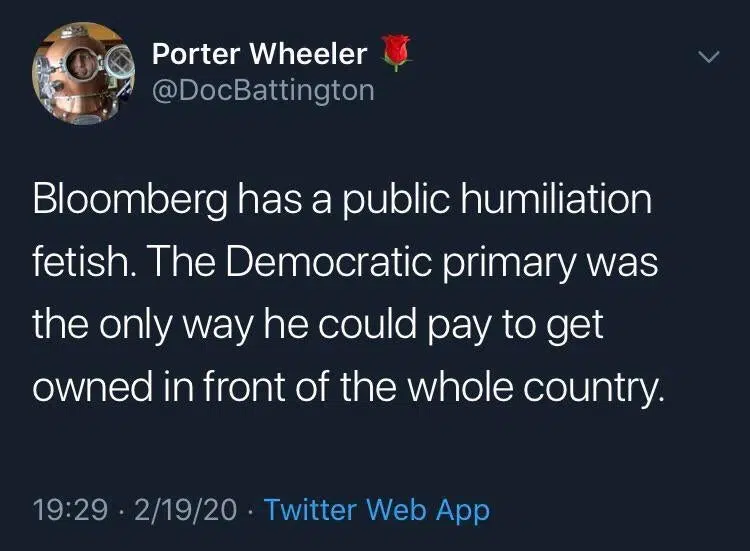 Porter Wheeler 🌹
@DocBattington
Bloomberg has a public humiliation
fetish. The Democratic primary was
the only way he could pay to get
owned in front of the whole country.
19:29 · 2/19/20 · Twitter Web App